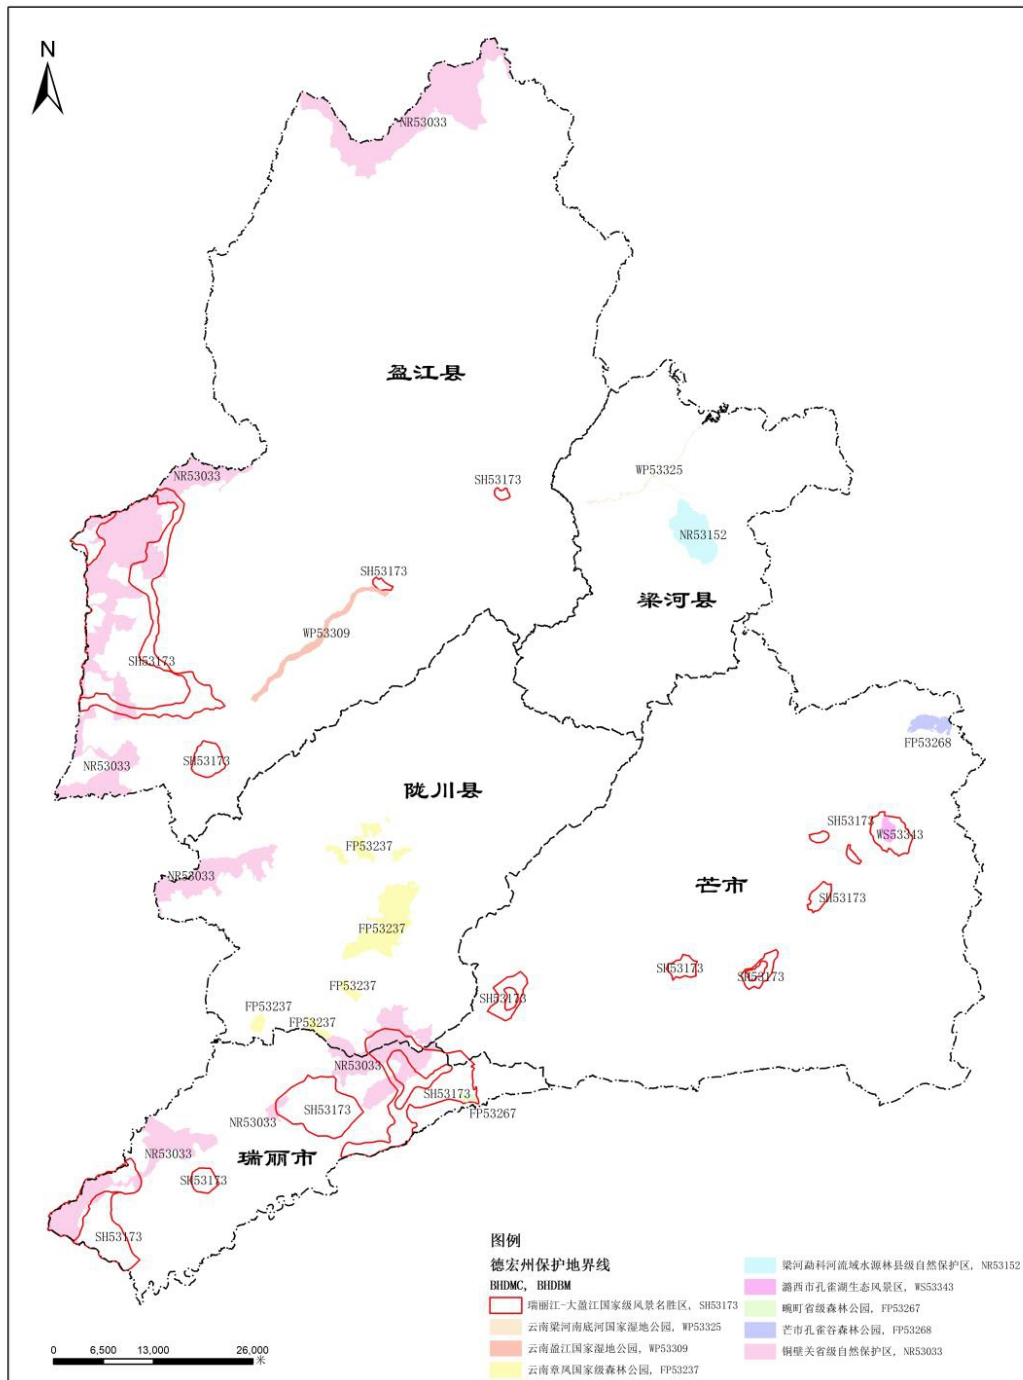 N
NR53033
盈江县
NR53033
SH53173
WP53325
NR53152
SH53173
梁河县
WP53309
SH53173
FP53268
NR53033
SH53173
陇川县
SH53173
WS53343
FP53237
NR53033
芒市
SH53173
FP53237
SH53173
SH53173
FP53237
SH53173
FP53237
FP53237
NR53033
SH53173
SH53173
FP53267
NR53033
NR53033
瑞丽市
SH53173
SH53173
图例
德宏州保护地界线
BHDMC, BHDBM
瑞丽江-大盈江国家级风景名胜区, SH53173
云南梁河南底河国家湿地公园, WP53325
云南盈江国家湿地公园, WP53309
云南章凤国家级森林公园, FP53237
梁河勐科河流域水源林县级自然保护区, NR53152
潞西市孔雀湖生态风景区, WS53343
畹町省级森林公园, FP53267
芒市孔雀谷森林公园, FP53268
铜壁关省级自然保护区, NR53033
0 6,500 13,000 26,000
米